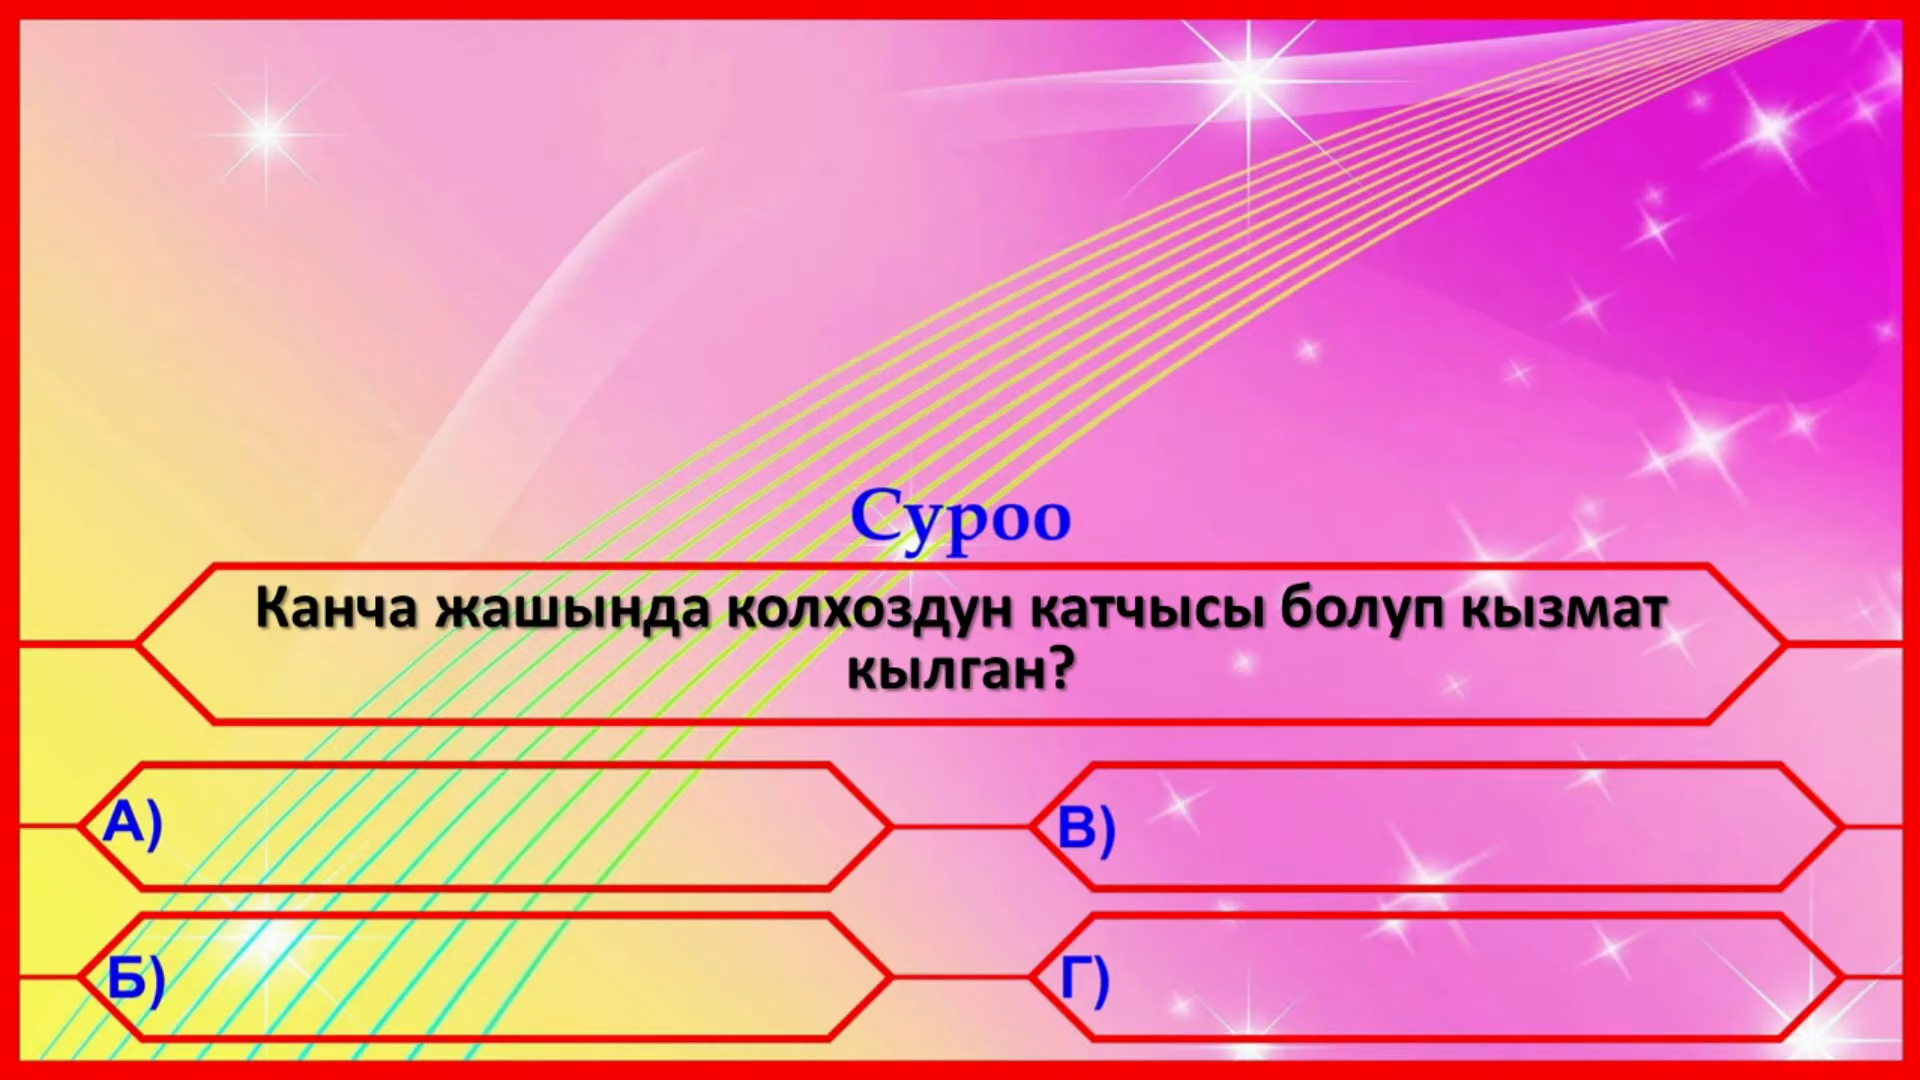 Суроо
Канча жашында колхоздун катчысы болуп кызмат
кылган?
А)
В)
Б)
Г)